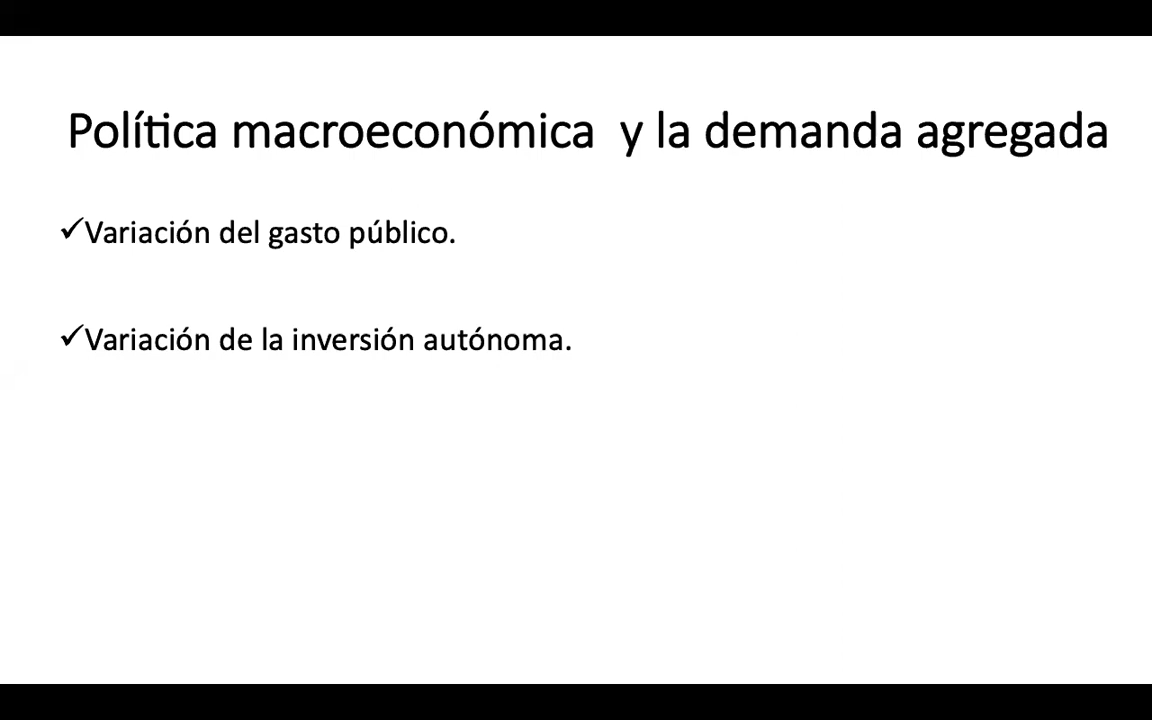 Política macroeconómica y la demanda agregada
✓Variación del gasto público.
✓Variación de la inversión autónoma.